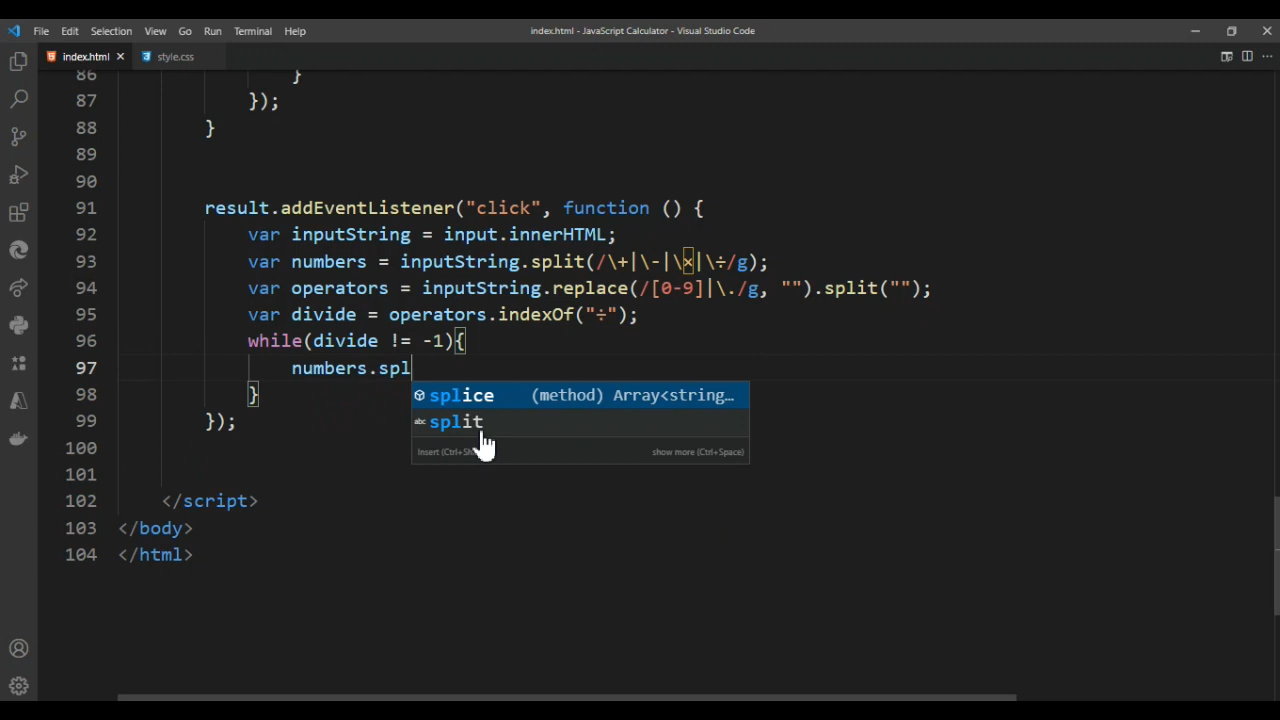 File Edit Selection View Go Run Terminal Help
index.html - JavaScript Calculator - Visual Studio Code
index.html
style.css
86 }
87 });
88 }
89
90
91 result.addEventListener("click", function () {
92 var inputString = input.innerHTML;
93 var numbers = inputString.split(/\+|\-|\×|\÷/g);
94 var operators = inputString.replace(/[0-9]|\./g, "").split("");
95 var divide = operators.indexOf("÷");
96 while(divide != -1){
97 numbers.spl
splice (method) Array<string…
98 }
abc split
99 });
Insert (Ctrl+Sh show more (Ctrl+Space)
100
101
102 </script>
103 </body>
104 </html>